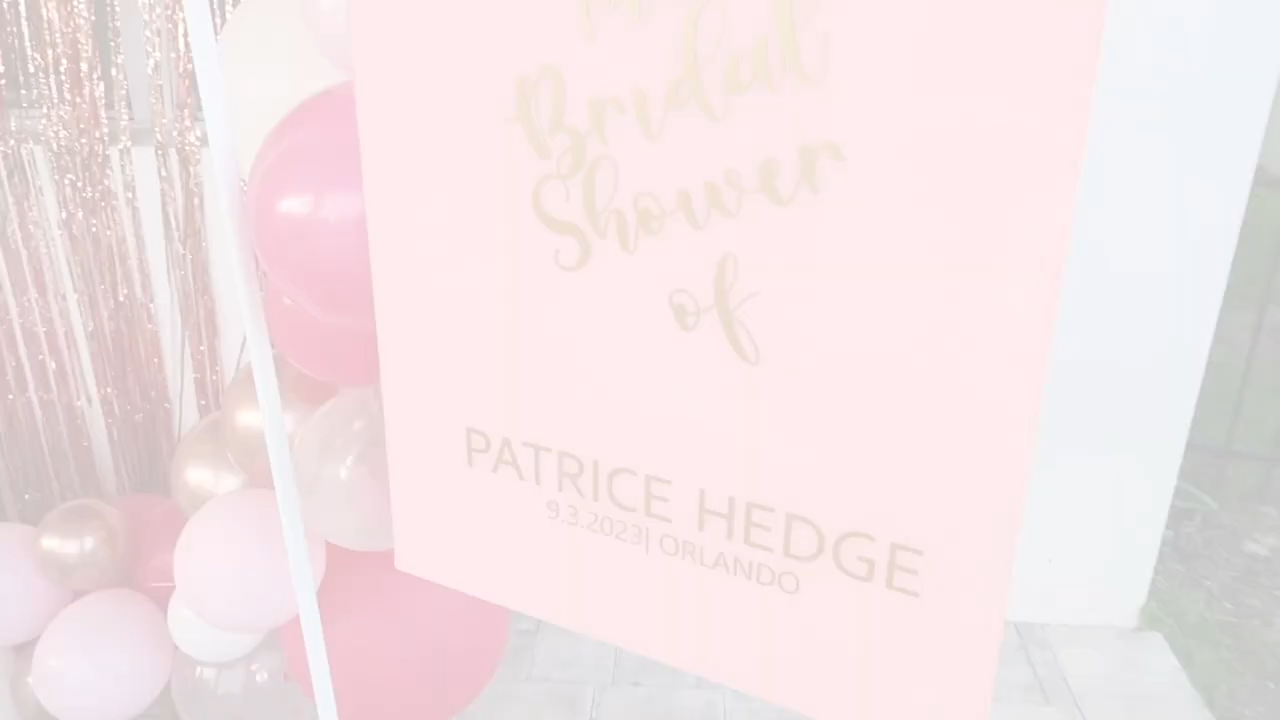 Bridal
Shower
of
PATRICE HEDGE
9.3.2023| ORLANDO